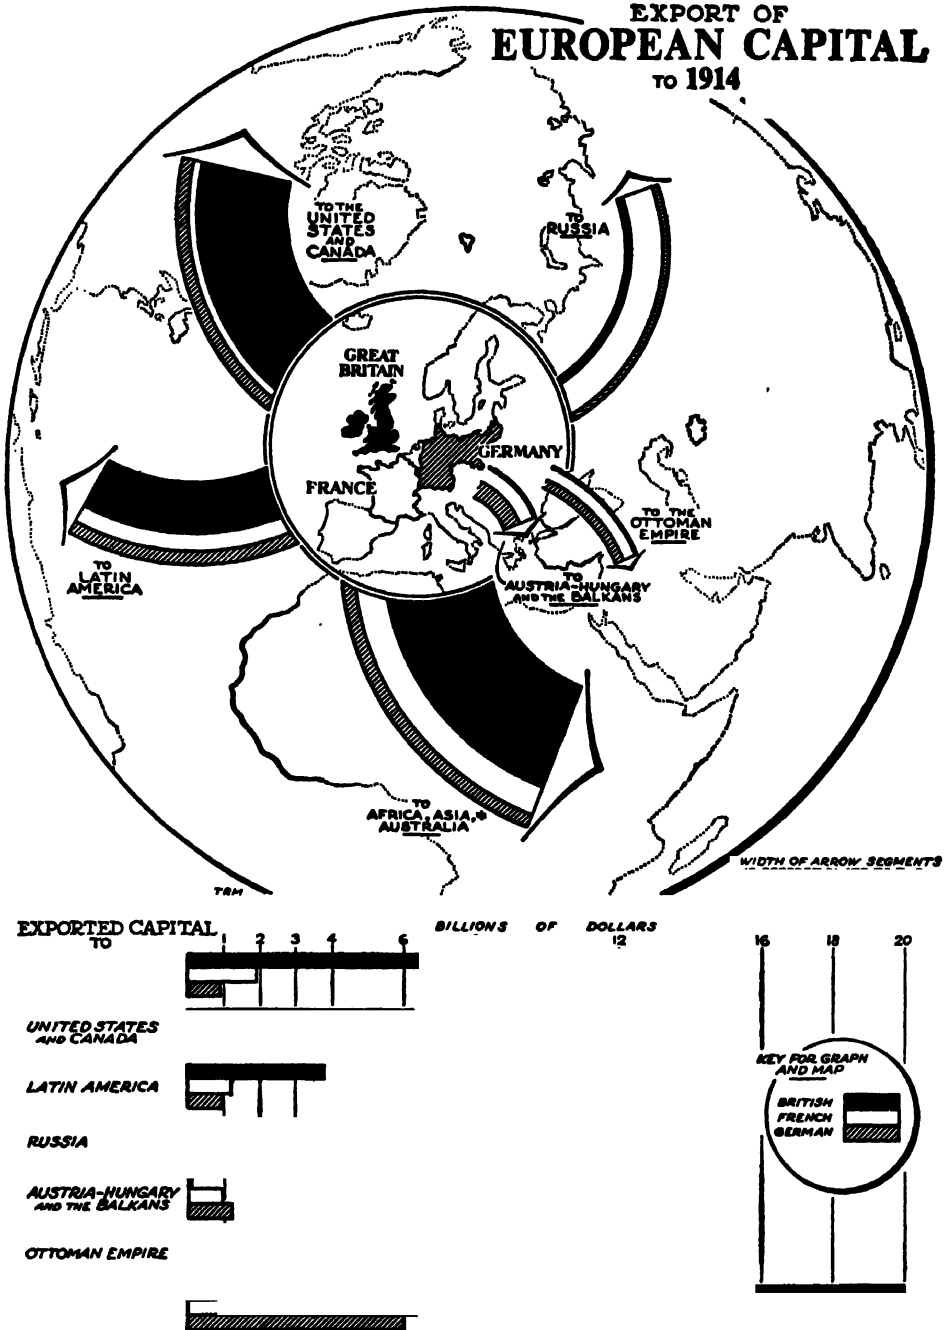 EXPORT OF
EUROPEAN CAPITAL
TO 1914
TO THE
UNITED
STATES
AND
CANADA
TO
RUSSIA
GREAT
BRITAIN
GERMANY
FRANCE
TO THE
OTTOMAN
EMPIRE
TO
LATIN
AMERICA
TO
AUSTRIA-HUNGARY
AND THE BALKANS
TO
AFRICA, ASIA,*
AUSTRALIA
WIDTH OF ARROW SEGMENTS
TRM
EXPORTED CAPITAL
TO
BILLIONS OF DOLLARS
1 2 3 4 6 12 16 18 20
UNITED STATES
AND CANADA
LATIN AMERICA
RUSSIA
AUSTRIA-HUNGARY
AND THE BALKANS
OTTOMAN EMPIRE
KEY FOR GRAPH
AND MAP
BRITISH
FRENCH
GERMAN